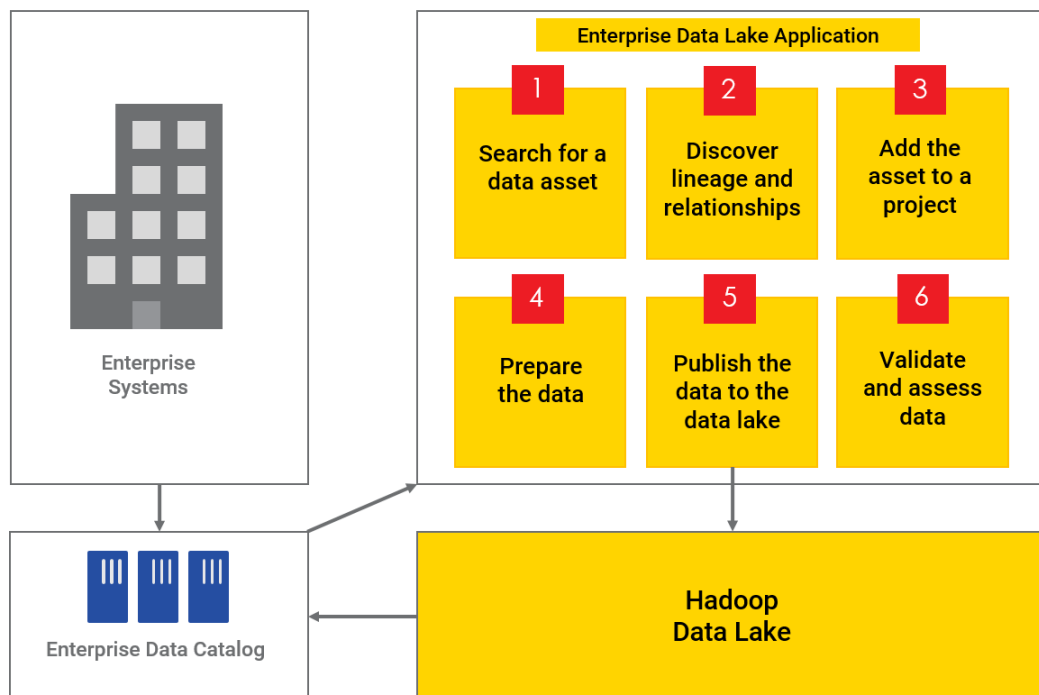 Enterprise Data Lake Application
1
Search for a
data asset
2
Discover
lineage and
relationships
3
Add the
asset to a
project
4
Prepare
the data
5
Publish the
data to the
data lake
6
Validate
and assess
data
Enterprise
Systems
Enterprise Data Catalog
Hadoop
Data Lake